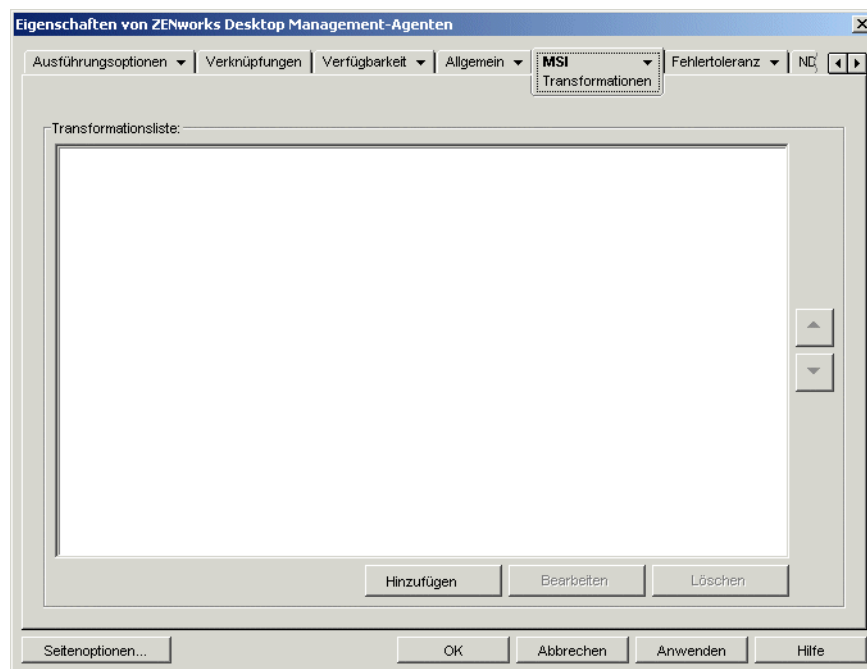 Eigenschaften von ZENworks Desktop Management-Agenten
Ausführungsoptionen Verknüpfungen Verfügbarkeit Allgemein MSI Fehlertoleranz ND
Transformationen
Transformationsliste:
Hinzufügen Bearbeiten Löschen
Seitenoptionen... OK Abbrechen Anwenden Hilfe